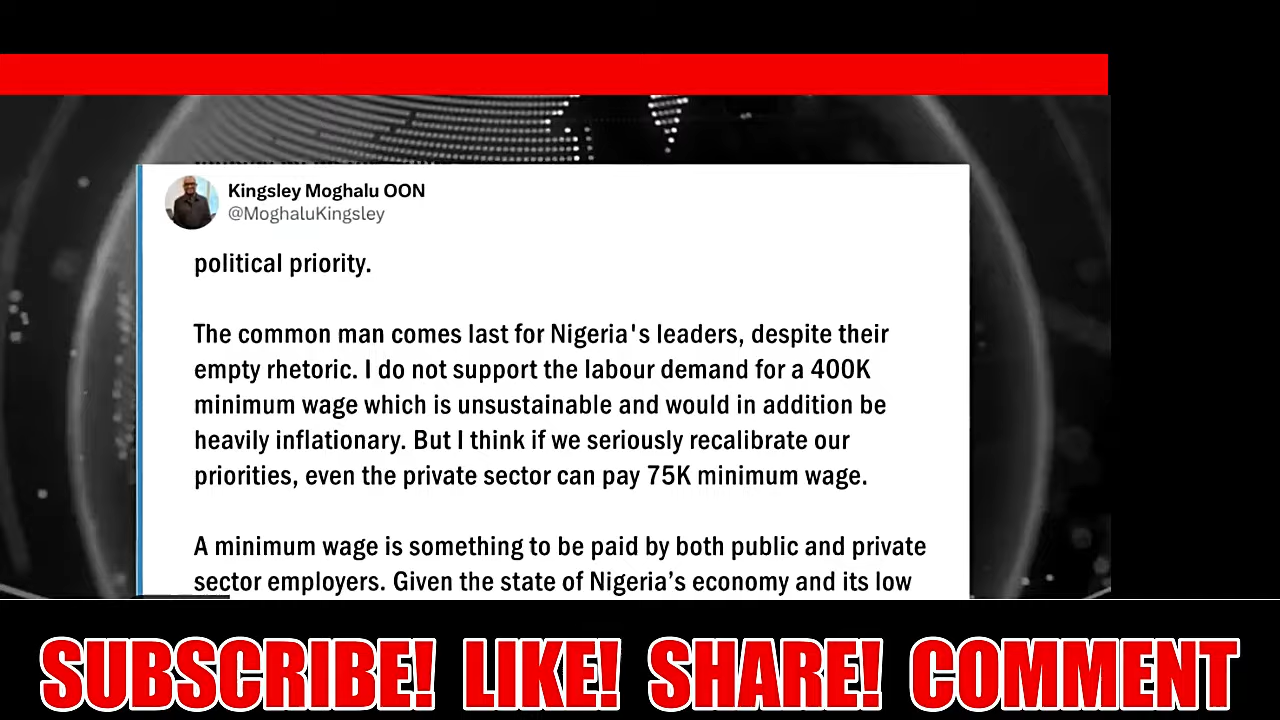 Kingsley Moghalu OON
@MoghaluKingsley
political priority.
The common man comes last for Nigeria's leaders, despite their
empty rhetoric. I do not support the labour demand for a 400K
minimum wage which is unsustainable and would in addition be
heavily inflationary. But I think if we seriously recalibrate our
priorities, even the private sector can pay 75K minimum wage.
A minimum wage is something to be paid by both public and private
sector employers. Given the state of Nigeria’s economy and its low
SUBSCRIBE! LIKE! SHARE! COMMENT